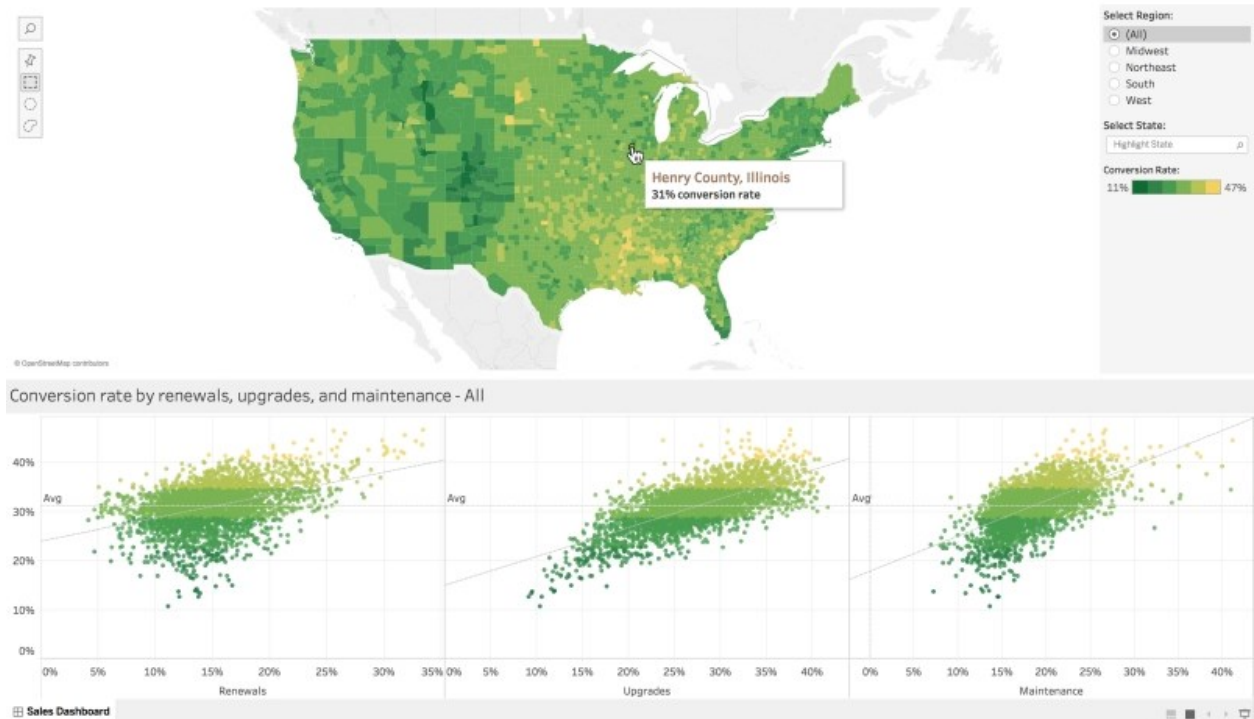 Select Region:
(All)
Midwest
Northeast
South
West
Select State:
Highlight State
Conversion Rate:
11% 47%
Henry County, Illinois
31% conversion rate
© OpenStreetMap contributors
Conversion rate by renewals, upgrades, and maintenance - All
40%
Avg Avg Avg
30%
20%
10%
0%
0% 5% 10% 15% 20% 25% 30% 35% 0% 5% 10% 15% 20% 25% 30% 35% 40% 0% 5% 10% 15% 20% 25% 30% 35% 40%
Renewals Upgrades Maintenance
Sales Dashboard